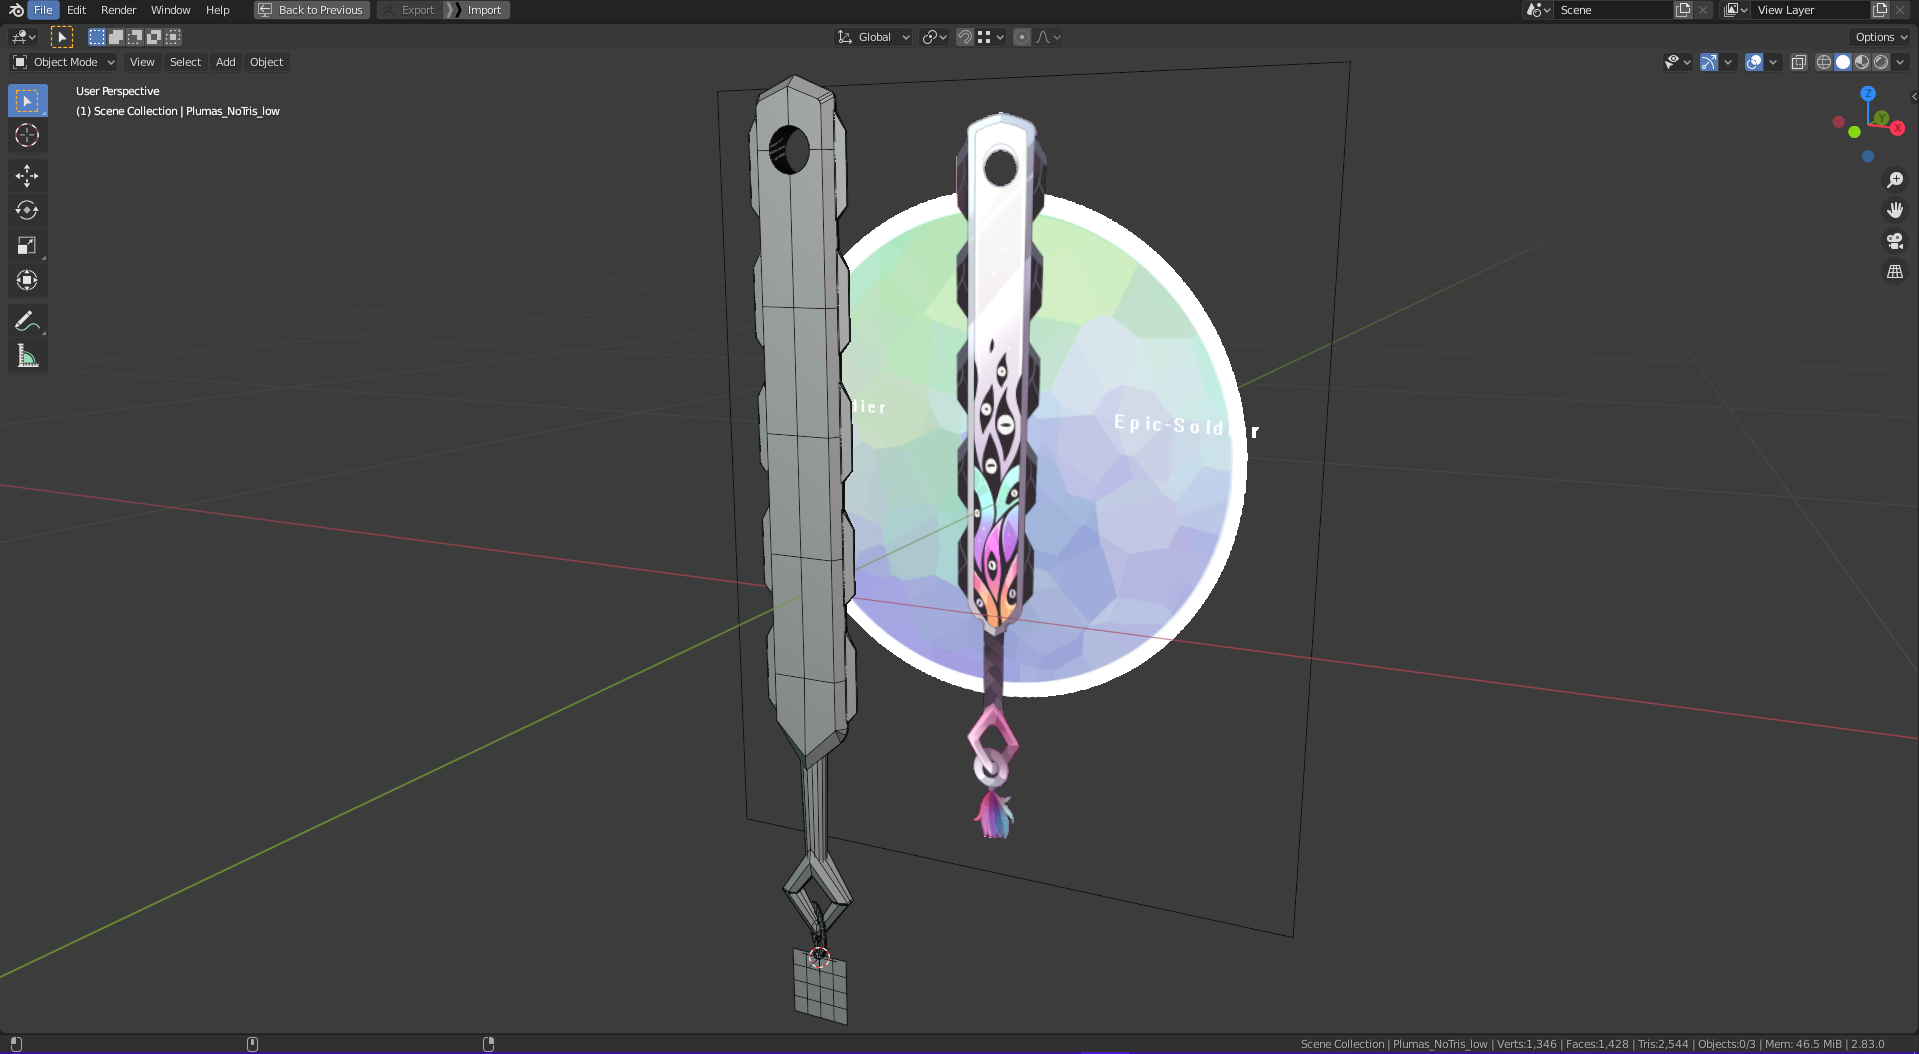 File Edit Render Window Help Back to Previous Export Import Scene View Layer
Global Options
Object Mode View Select Add Object
User Perspective
(1) Scene Collection | Plumas_NoTris_low
Z
Y
X
dier
Epic-Soldier
Scene Collection | Plumas_NoTris_low | Verts:1,346 | Faces:1,428 | Tris:2,544 | Objects:0/3 | Mem: 46.5 MiB | 2.83.0